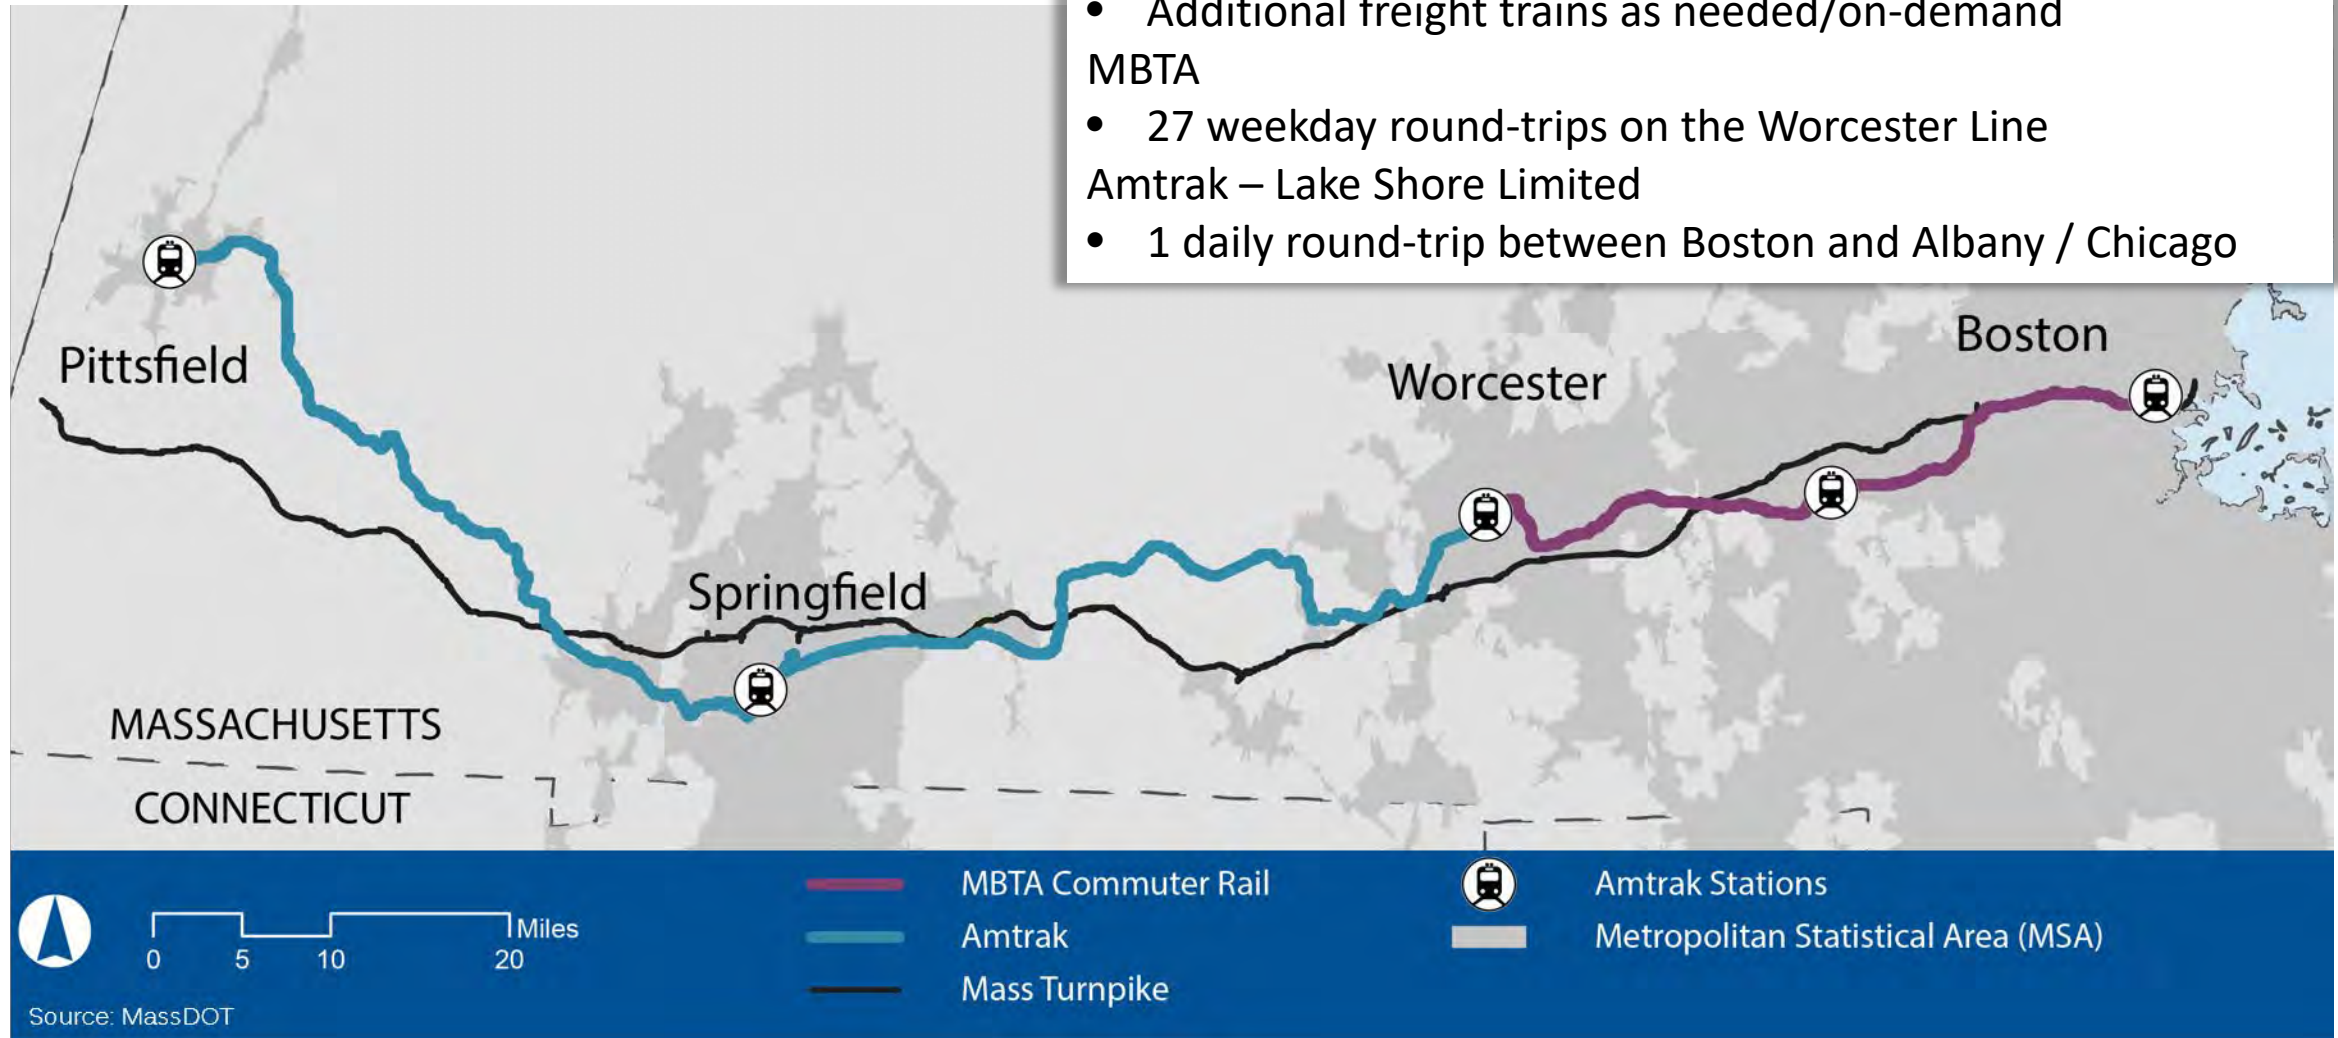 • Additional freight trains as needed/on-demand
MBTA
• 27 weekday round-trips on the Worcester Line
Amtrak – Lake Shore Limited
• 1 daily round-trip between Boston and Albany / Chicago
Boston
Pittsfield
Worcester
Springfield
MASSACHUSETTS
CONNECTICUT
MBTA Commuter Rail
Amtrak Stations
Miles
Amtrak
Metropolitan Statistical Area (MSA)
0 5 10 20
Mass Turnpike
Source: MassDOT